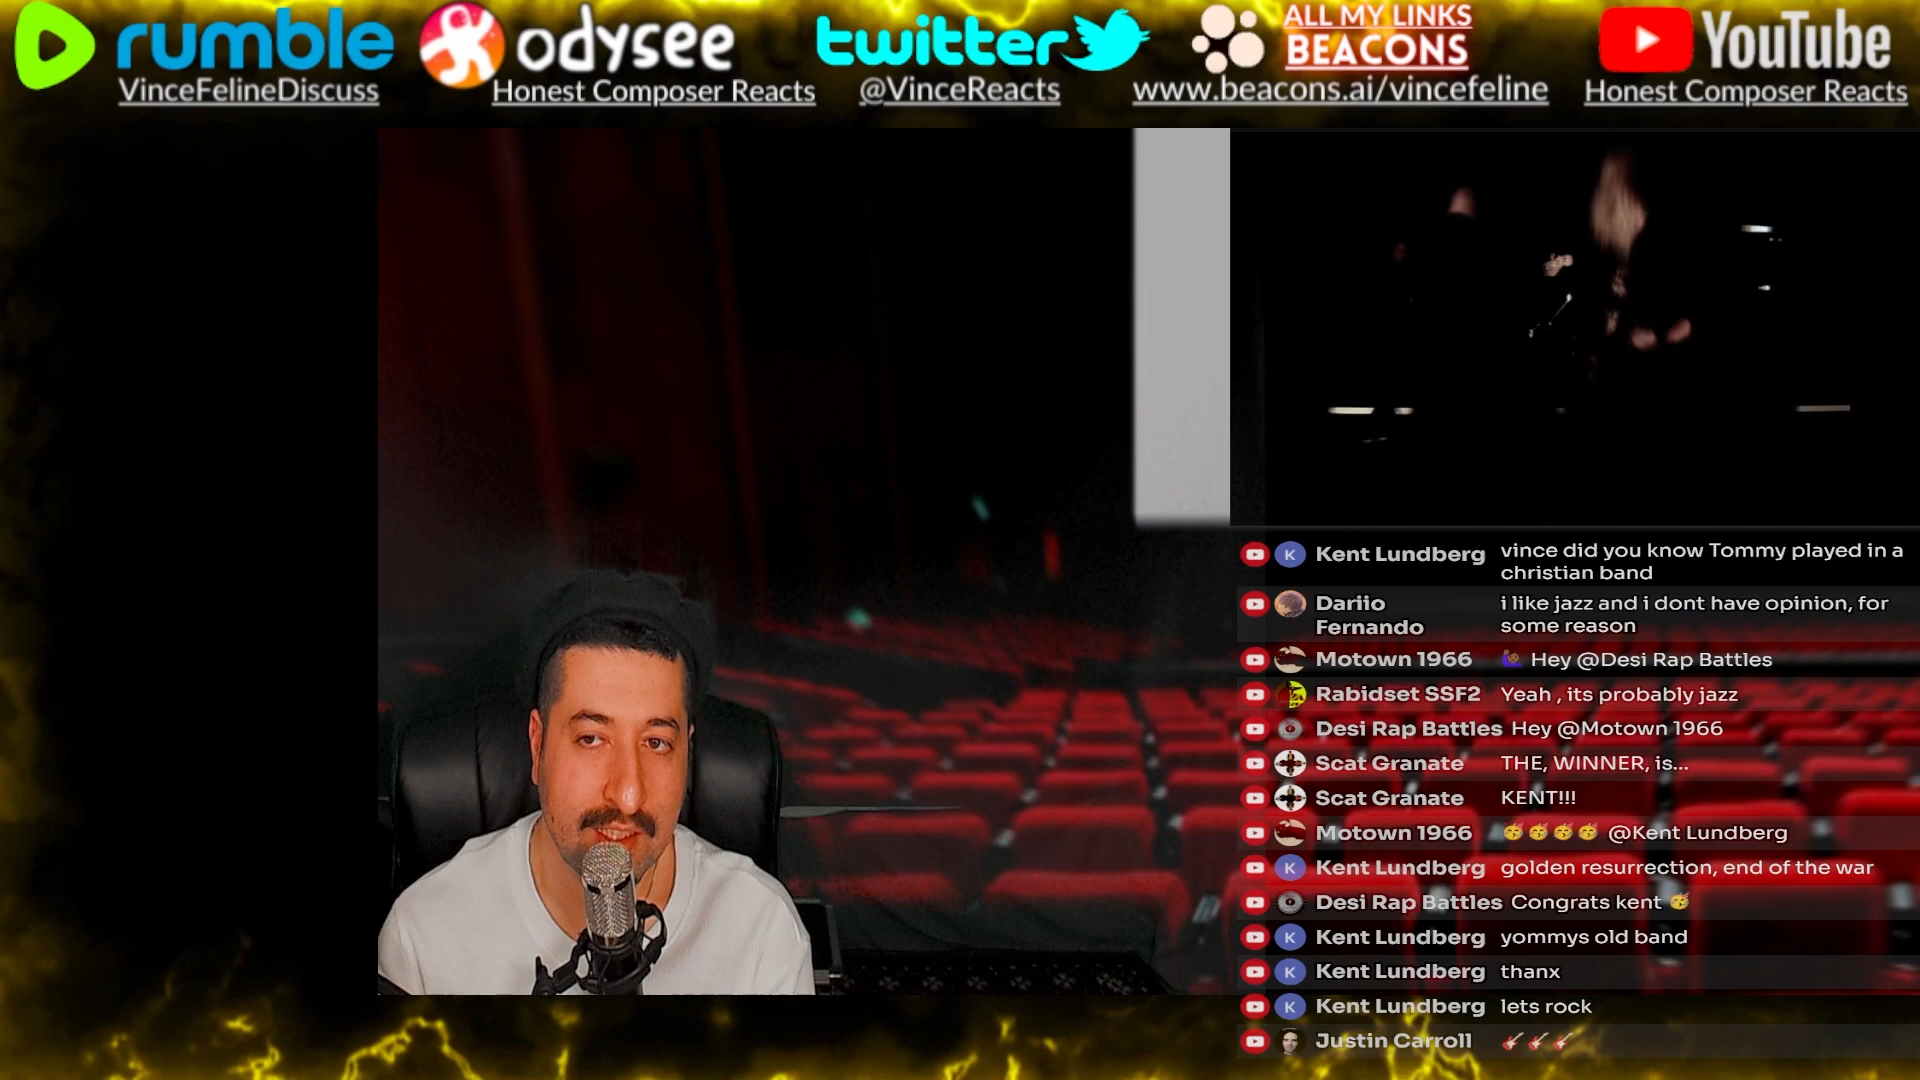 rumble
VinceFelineDiscuss
odysee
Honest Composer Reacts
twitter
@VinceReacts
ALL MY LINKS
BEACONS
www.beacons.ai/vincefeline
YouTube
Honest Composer Reacts
K Kent Lundberg vince did you know Tommy played in a
christian band
Dariio i like jazz and i dont have opinion, for
Fernando some reason
Motown 1966 Hey @Desi Rap Battles
Rabidset SSF2 Yeah , its probably jazz
Desi Rap Battles Hey @Motown 1966
Scat Granate THE, WINNER, is...
Scat Granate KENT!!!
Motown 1966 🥳🥳🥳🥳 @Kent Lundberg
K Kent Lundberg golden resurrection, end of the war
Desi Rap Battles Congrats kent 🥳
K Kent Lundberg yommys old band
K Kent Lundberg thanx
K Kent Lundberg lets rock
Justin Carroll 🎸🎸🎸